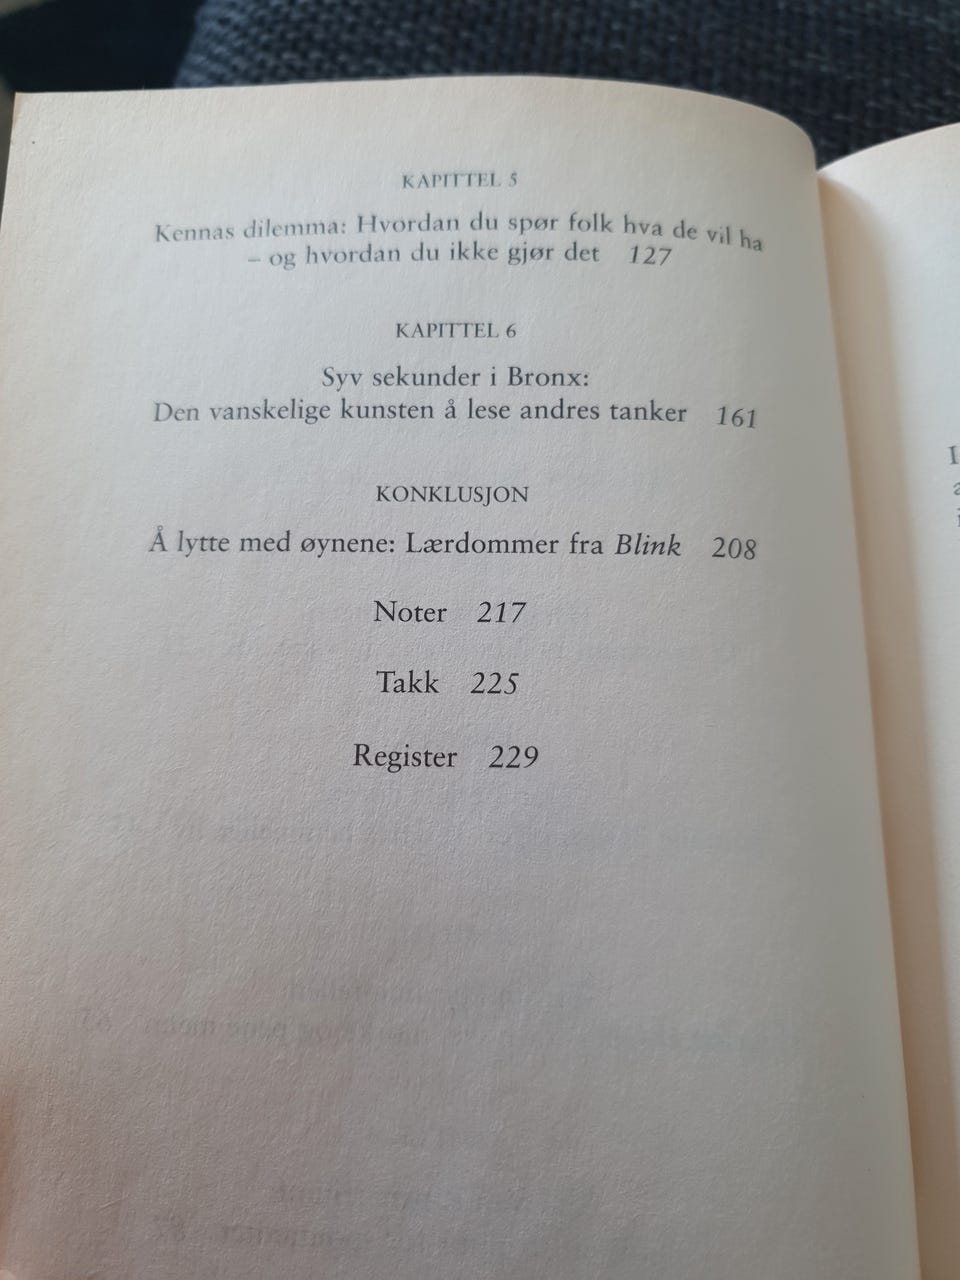 KAPITTEL 5
Kennas dilemma: Hvordan du spør folk hva de vil ha
– og hvordan du ikke gjør det 127
KAPITTEL 6
Syv sekunder i Bronx:
Den vanskelige kunsten å lese andres tanker 161
KONKLUSJON
Å lytte med øynene: Lærdommer fra Blink 208
Noter 217
Takk 225
Register 229